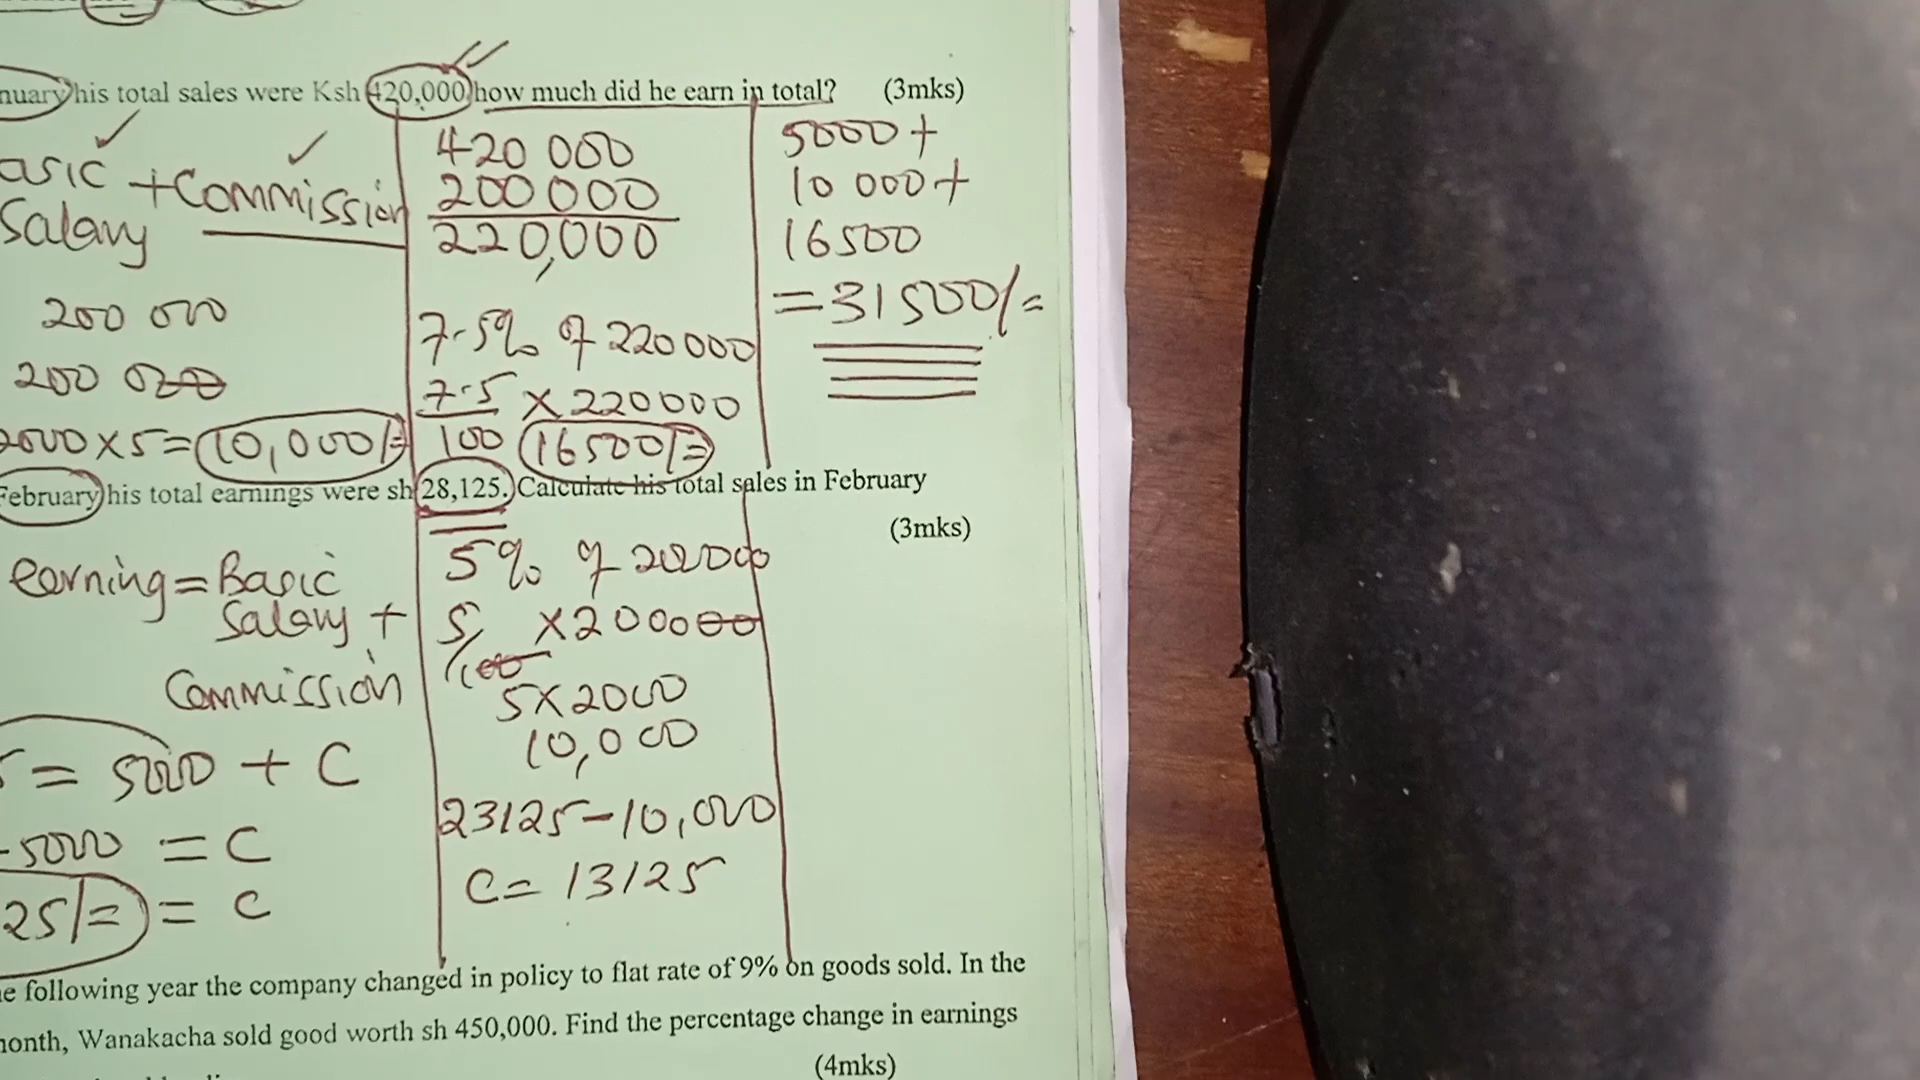 nuary his total sales were Ksh 420,000 how much did he earn in total? (3mks)
asic + Commission
Salary
200 000
200 000
2000 X 5 = 10,000/=
420 000
200 000
220,000
7.5% of 220000
7.5 X 220000
100 16500/=
5000 +
10 000 +
16500
= 31500/=
February his total earnings were sh 28,125. Calculate his total sales in February
(3mks)
earning = Basic
Salary +
Commission
= 5000 + C
-5000 = C
25/= = C
5% of 200000
5/100 X 200000
5 X 2000
10,000
23125 - 10,000
C = 13125
e following year the company changed in policy to flat rate of 9% on goods sold. In the
month, Wanakacha sold good worth sh 450,000. Find the percentage change in earnings
(4mks)